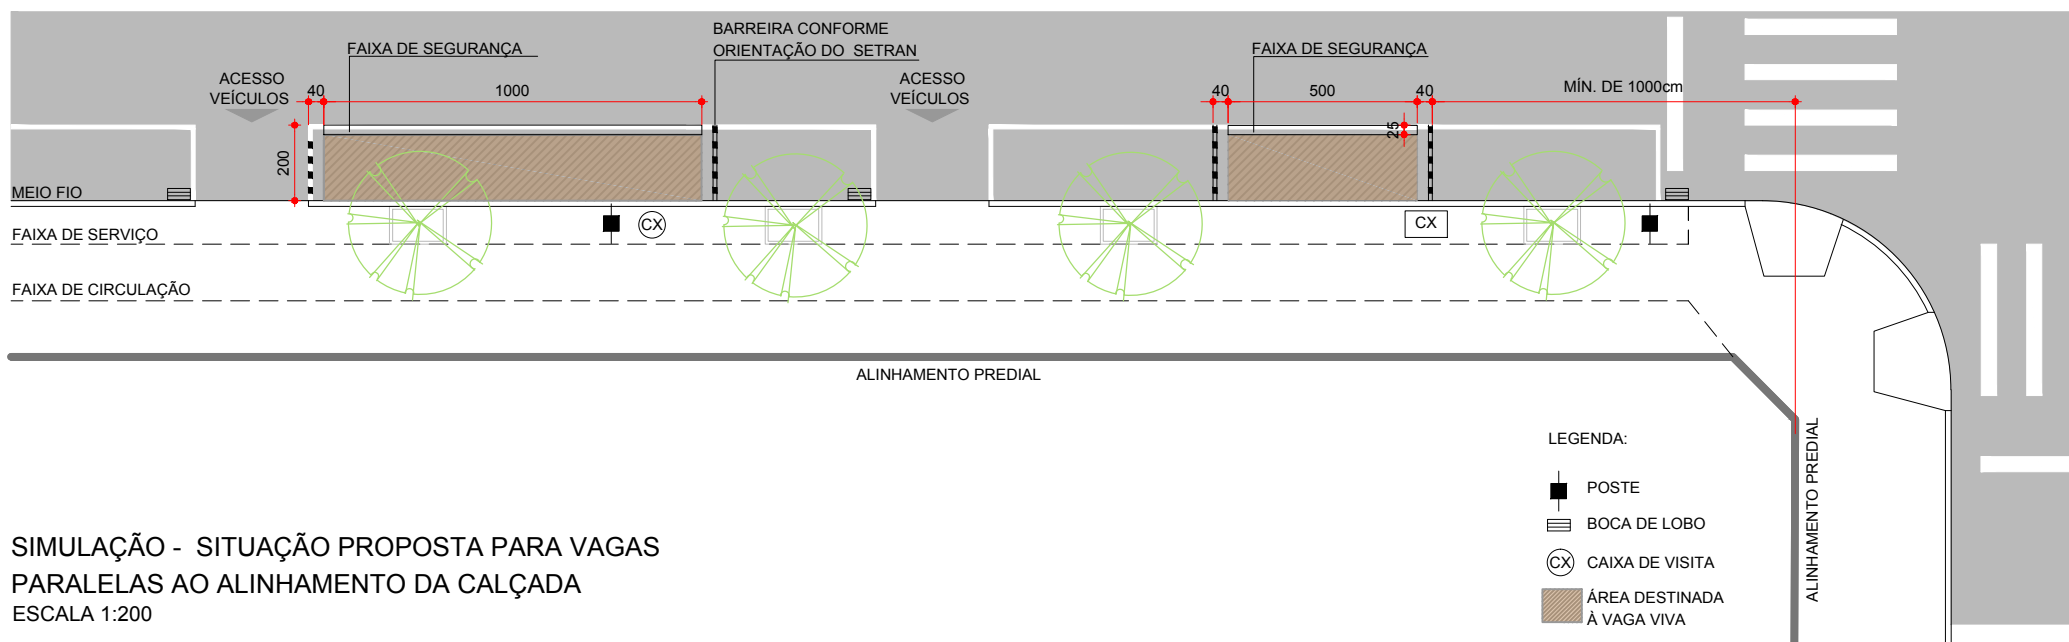 BARREIRA CONFORME
ORIENTAÇÃO DO SETRAN
FAIXA DE SEGURANÇA
FAIXA DE SEGURANÇA
ACESSO
VEÍCULOS
ACESSO
VEÍCULOS
40
1000
40
500
40
MÍN. DE 1000cm
25
200
MEIO FIO
CX
CX
FAIXA DE SERVIÇO
FAIXA DE CIRCULAÇÃO
ALINHAMENTO PREDIAL
ALINHAMENTO PREDIAL
LEGENDA:
POSTE
BOCA DE LOBO
CX CAIXA DE VISITA
ÁREA DESTINADA
À VAGA VIVA
SIMULAÇÃO - SITUAÇÃO PROPOSTA PARA VAGAS
PARALELAS AO ALINHAMENTO DA CALÇADA
ESCALA 1:200